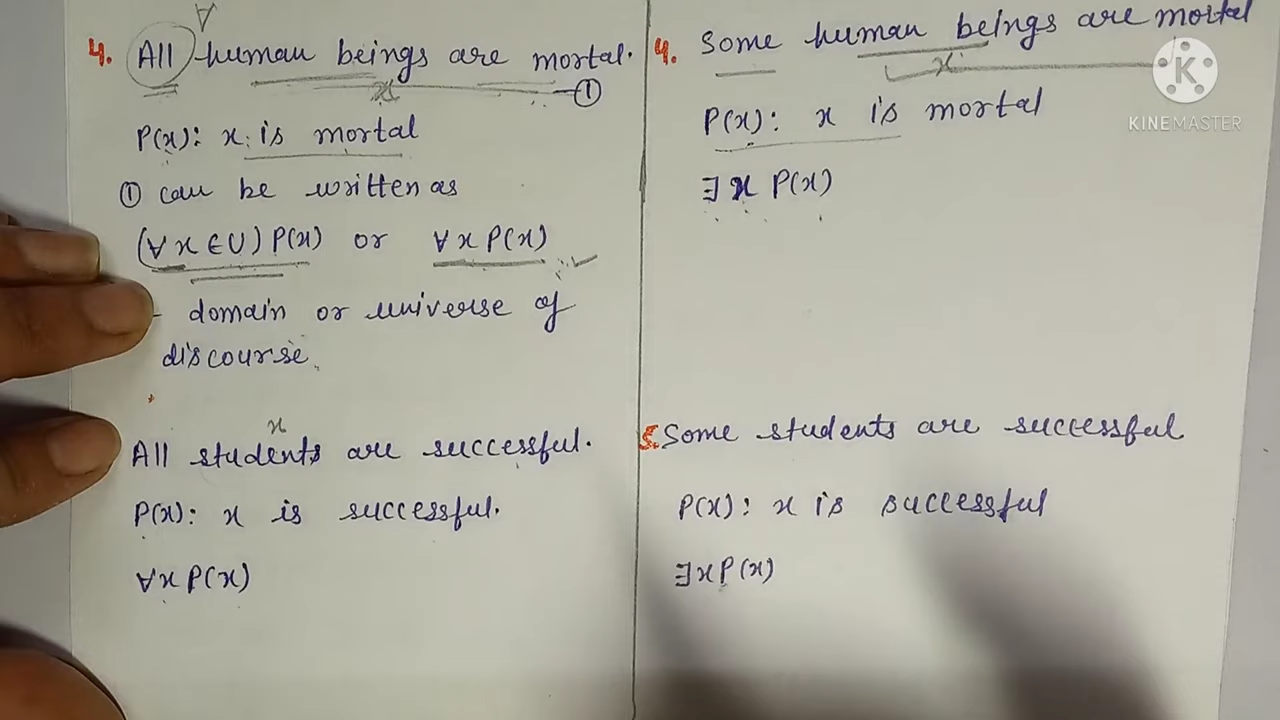 ∀
4. All human beings are mortal.
x ①
P(x): x is mortal
① can be written as
(∀x∈U) P(x) or ∀x P(x)
- domain or universe of
discourse.
x
All students are successful.
P(x): x is successful.
∀x P(x)
4. Some human beings are mortal
x
P(x): x is mortal
∃ x P(x)
5. Some students are successful
P(x): x is successful
∃x P(x)
K
KINEMASTER